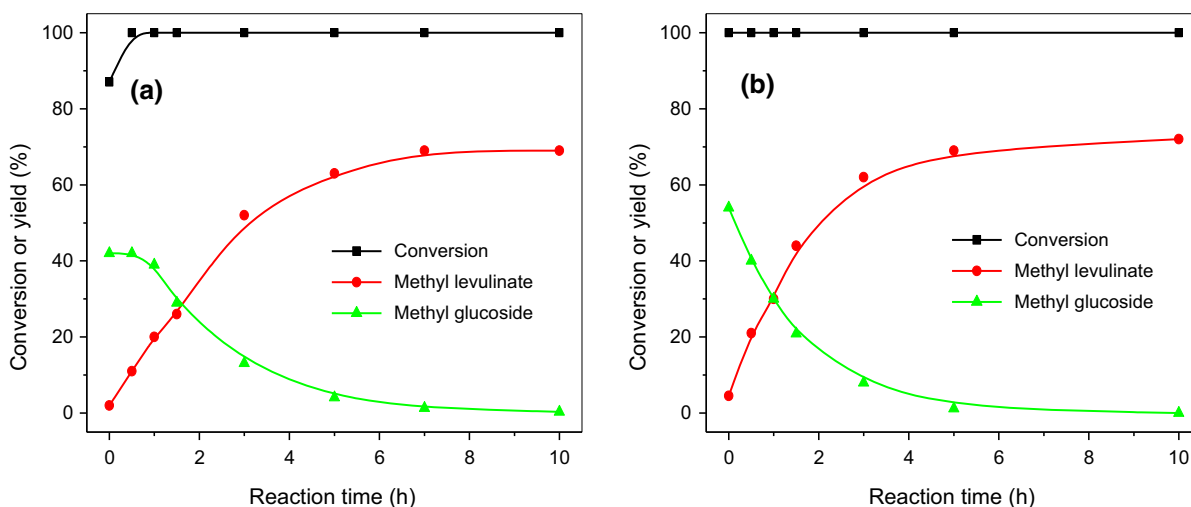 100
80
60
40
20
0
Conversion or yield (%)
(a)
Conversion
Methyl levulinate
Methyl glucoside
0 2 4 6 8 10
Reaction time (h)
100
80
60
40
20
0
Conversion or yield (%)
(b)
Conversion
Methyl levulinate
Methyl glucoside
0 2 4 6 8 10
Reaction time (h)